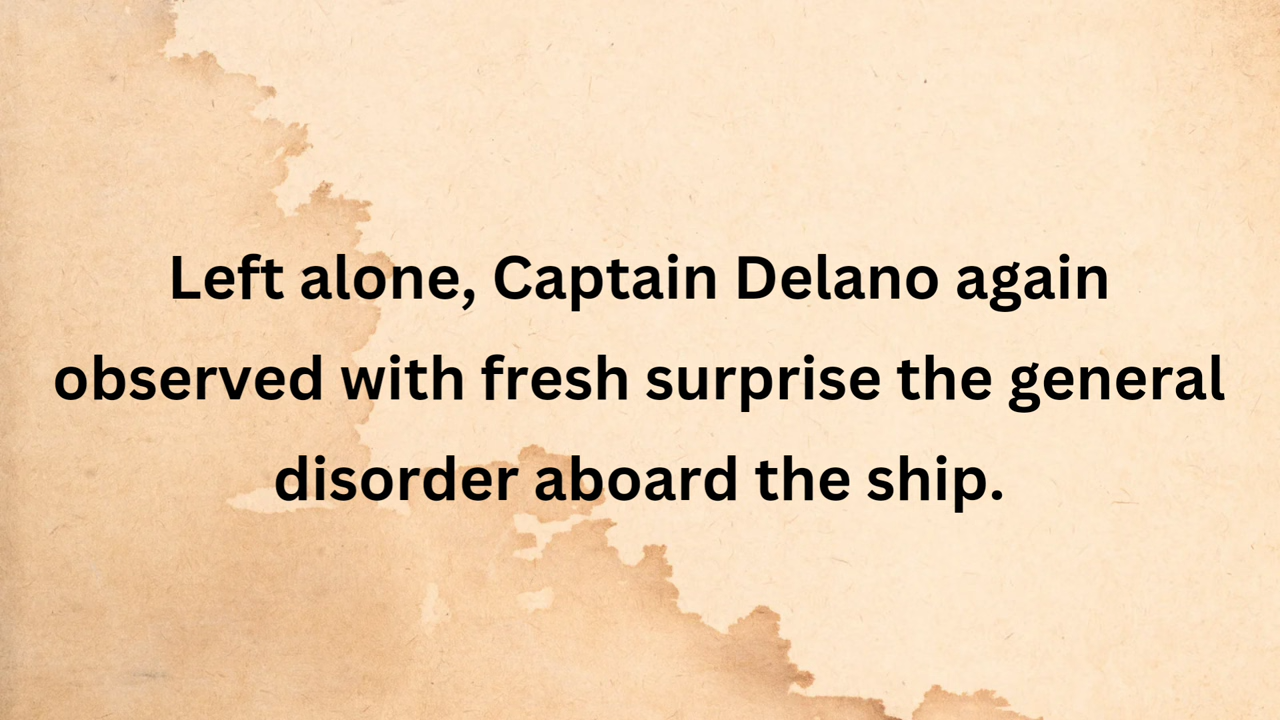 Left alone, Captain Delano again
observed with fresh surprise the general
disorder aboard the ship.